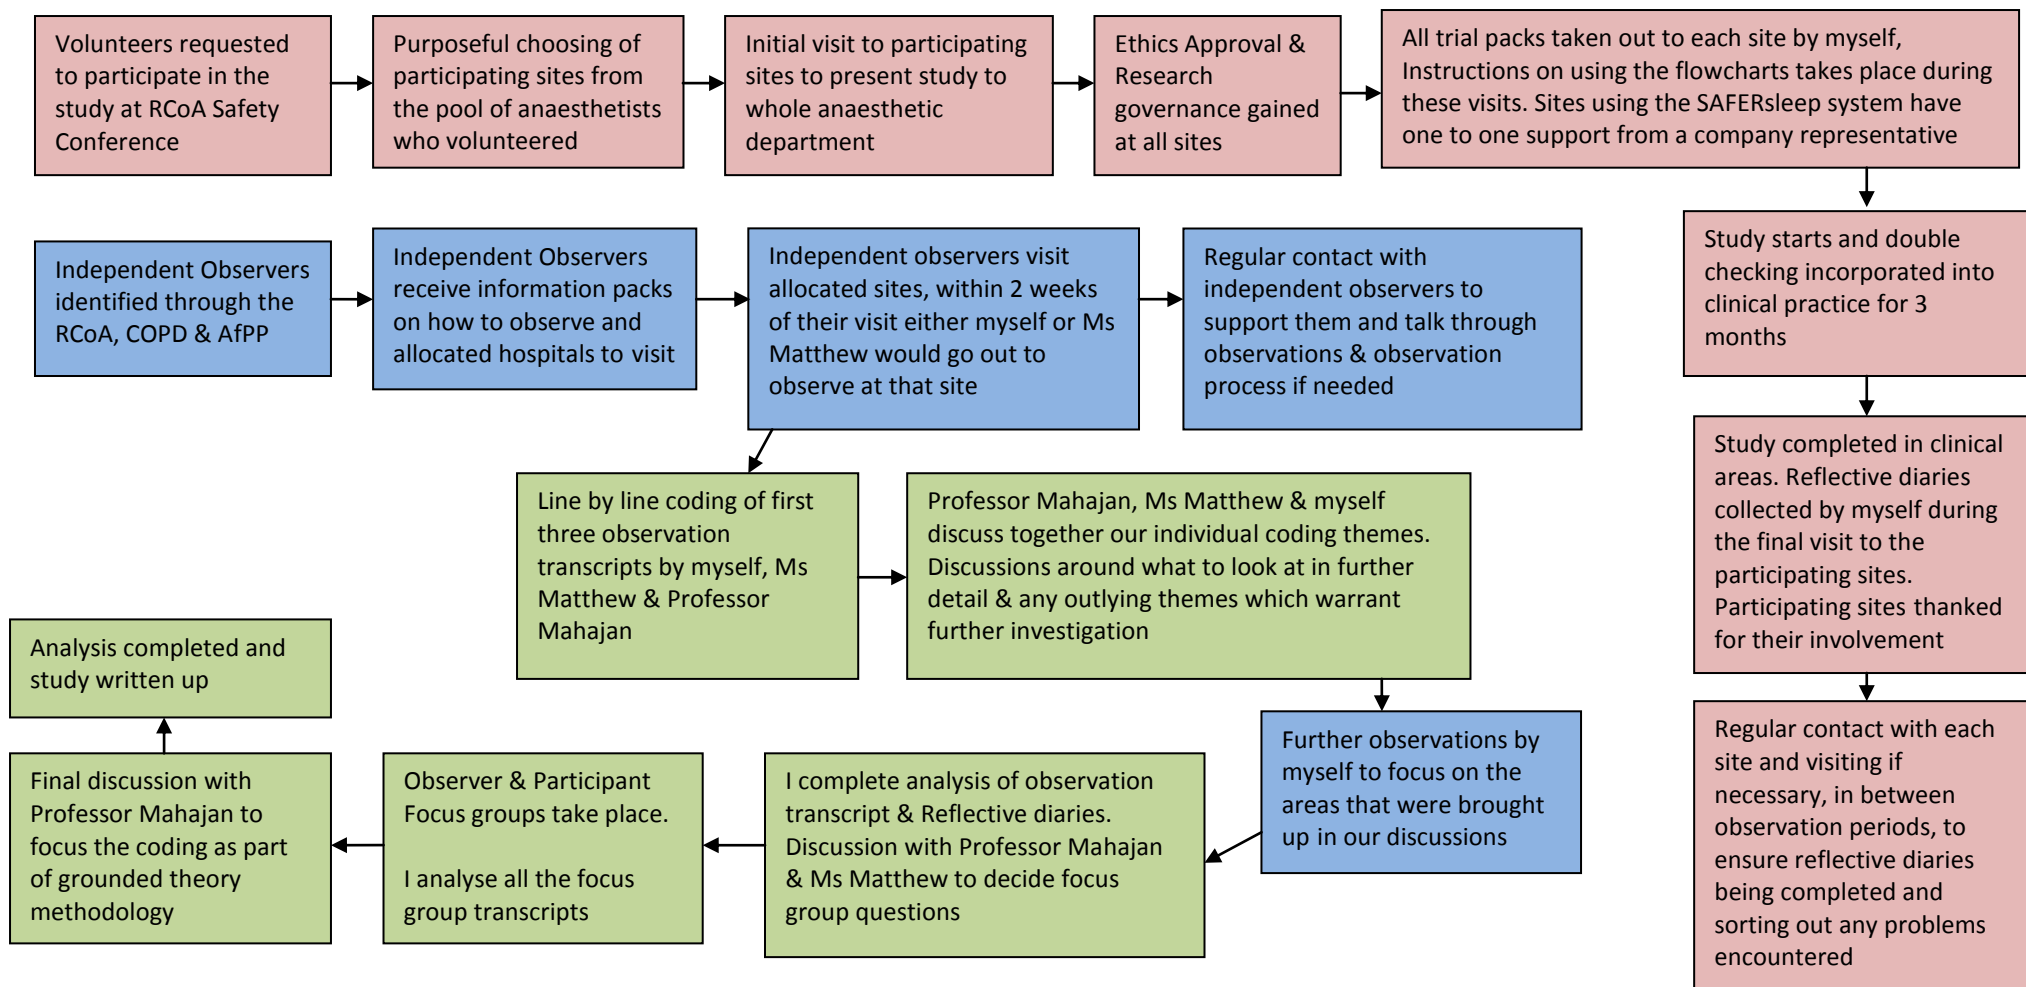 Volunteers requested
to participate in the
study at RCoA Safety
Conference
Purposeful choosing of
participating sites from
the pool of anaesthetists
who volunteered
Initial visit to participating
sites to present study to
whole anaesthetic
department
Ethics Approval &
Research
governance gained
at all sites
All trial packs taken out to each site by myself,
Instructions on using the flowcharts takes place during
these visits. Sites using the SAFERsleep system have
one to one support from a company representative
Study starts and double
checking incorporated into
clinical practice for 3
months
Independent Observers
identified through the
RCoA, COPD & AfPP
Independent Observers
receive information packs
on how to observe and
allocated hospitals to visit
Independent observers visit
allocated sites, within 2 weeks
of their visit either myself or Ms
Matthew would go out to
observe at that site
Regular contact with
independent observers to
support them and talk through
observations & observation
process if needed
Study completed in clinical
areas. Reflective diaries
collected by myself during
the final visit to the
participating sites.
Participating sites thanked
for their involvement
Line by line coding of first
three observation
transcripts by myself, Ms
Matthew & Professor
Mahajan
Professor Mahajan, Ms Matthew & myself
discuss together our individual coding themes.
Discussions around what to look at in further
detail & any outlying themes which warrant
further investigation
Regular contact with each
site and visiting if
necessary, in between
observation periods, to
ensure reflective diaries
being completed and
sorting out any problems
encountered
Further observations by
myself to focus on the
areas that were brought
up in our discussions
I complete analysis of observation
transcript & Reflective diaries.
Discussion with Professor Mahajan
& Ms Matthew to decide focus
group questions
Observer & Participant
Focus groups take place.
I analyse all the focus
group transcripts
Final discussion with
Professor Mahajan to
focus the coding as part
of grounded theory
methodology
Analysis completed and
study written up